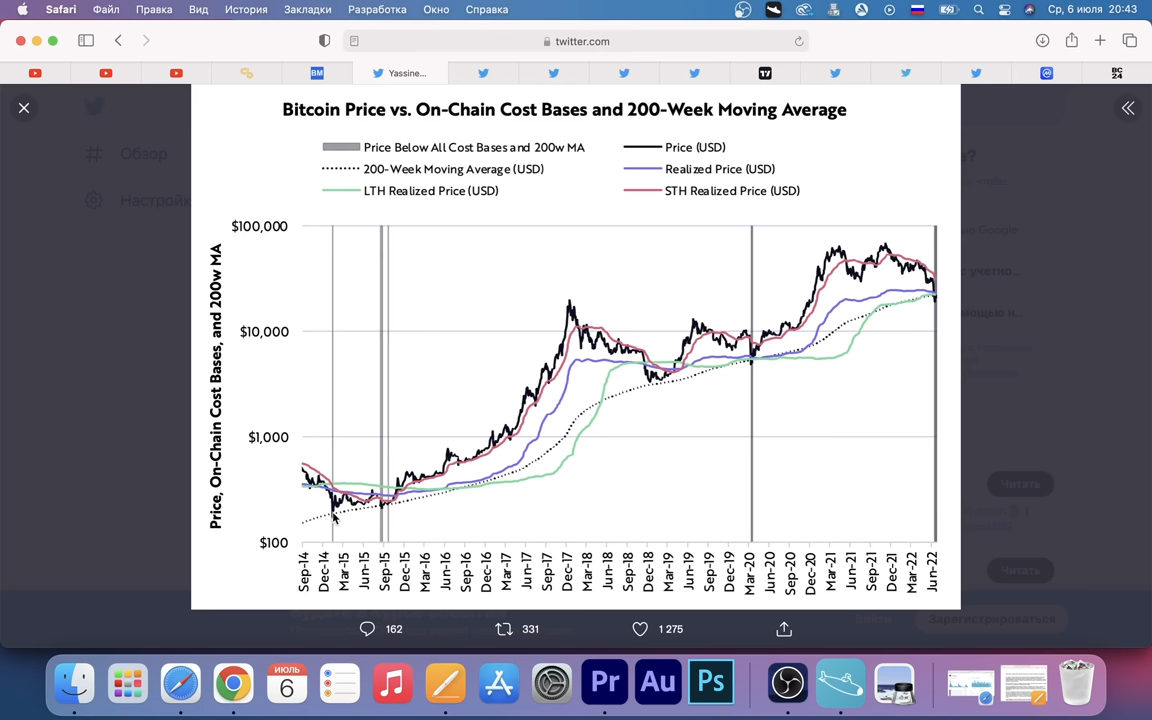 Safari Файл Правка Вид История Закладки Разработка Окно Справка Ср, 6 июля 20:43
twitter.com
BM Yassine... 17 BC 24
Обзор
Настройк
Bitcoin Price vs. On-Chain Cost Bases and 200-Week Moving Average
Price Below All Cost Bases and 200w MA Price (USD)
200-Week Moving Average (USD) Realized Price (USD)
LTH Realized Price (USD) STH Realized Price (USD)
Price, On-Chain Cost Bases, and 200w MA
$100,000
$10,000
$1,000
$100
Sep-14 Dec-14 Mar-15 Jun-15 Sep-15 Dec-15 Mar-16 Jun-16 Sep-16 Dec-16 Mar-17 Jun-17 Sep-17 Dec-17 Mar-18 Jun-18 Sep-18 Dec-18 Mar-19 Jun-19 Sep-19 Dec-19 Mar-20 Jun-20 Sep-20 Dec-20 Mar-21 Jun-21 Sep-21 Dec-21 Mar-22 Jun-22
Читать
Читать
162 331 1 275
Зарегистрироваться
ИЮЛЬ
6 Pr Au Ps